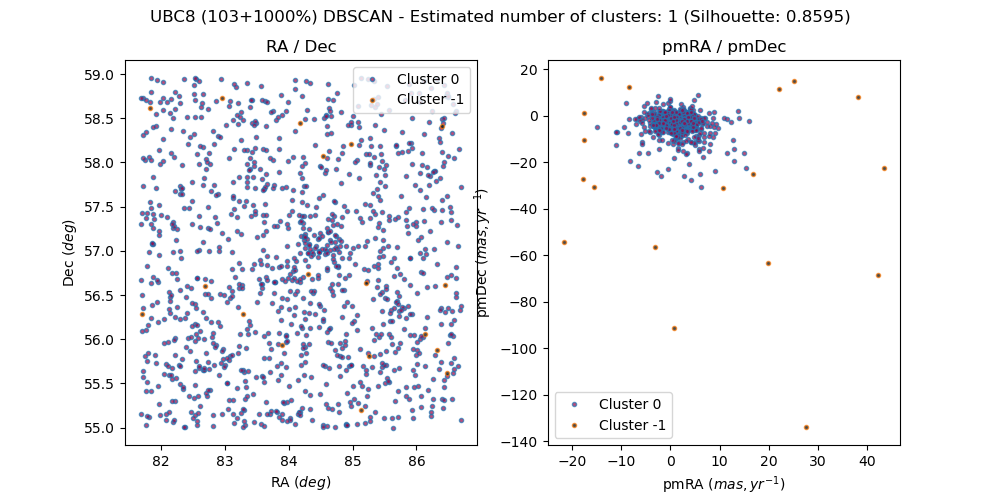 UBC8 (103+1000%) DBSCAN - Estimated number of clusters: 1 (Silhouette: 0.8595)
RA / Dec
59.0
58.5
58.0
57.5
57.0
56.5
56.0
55.5
55.0
Dec (deg)
Cluster 0
Cluster -1
82
83
84
85
86
RA (deg)
pmRA / pmDec
20
0
−20
−40
−60
−80
−100
−120
−140
pmDec (mas, yr⁻¹)
Cluster 0
Cluster -1
−20
−10
0
10
20
30
40
pmRA (mas, yr⁻¹)